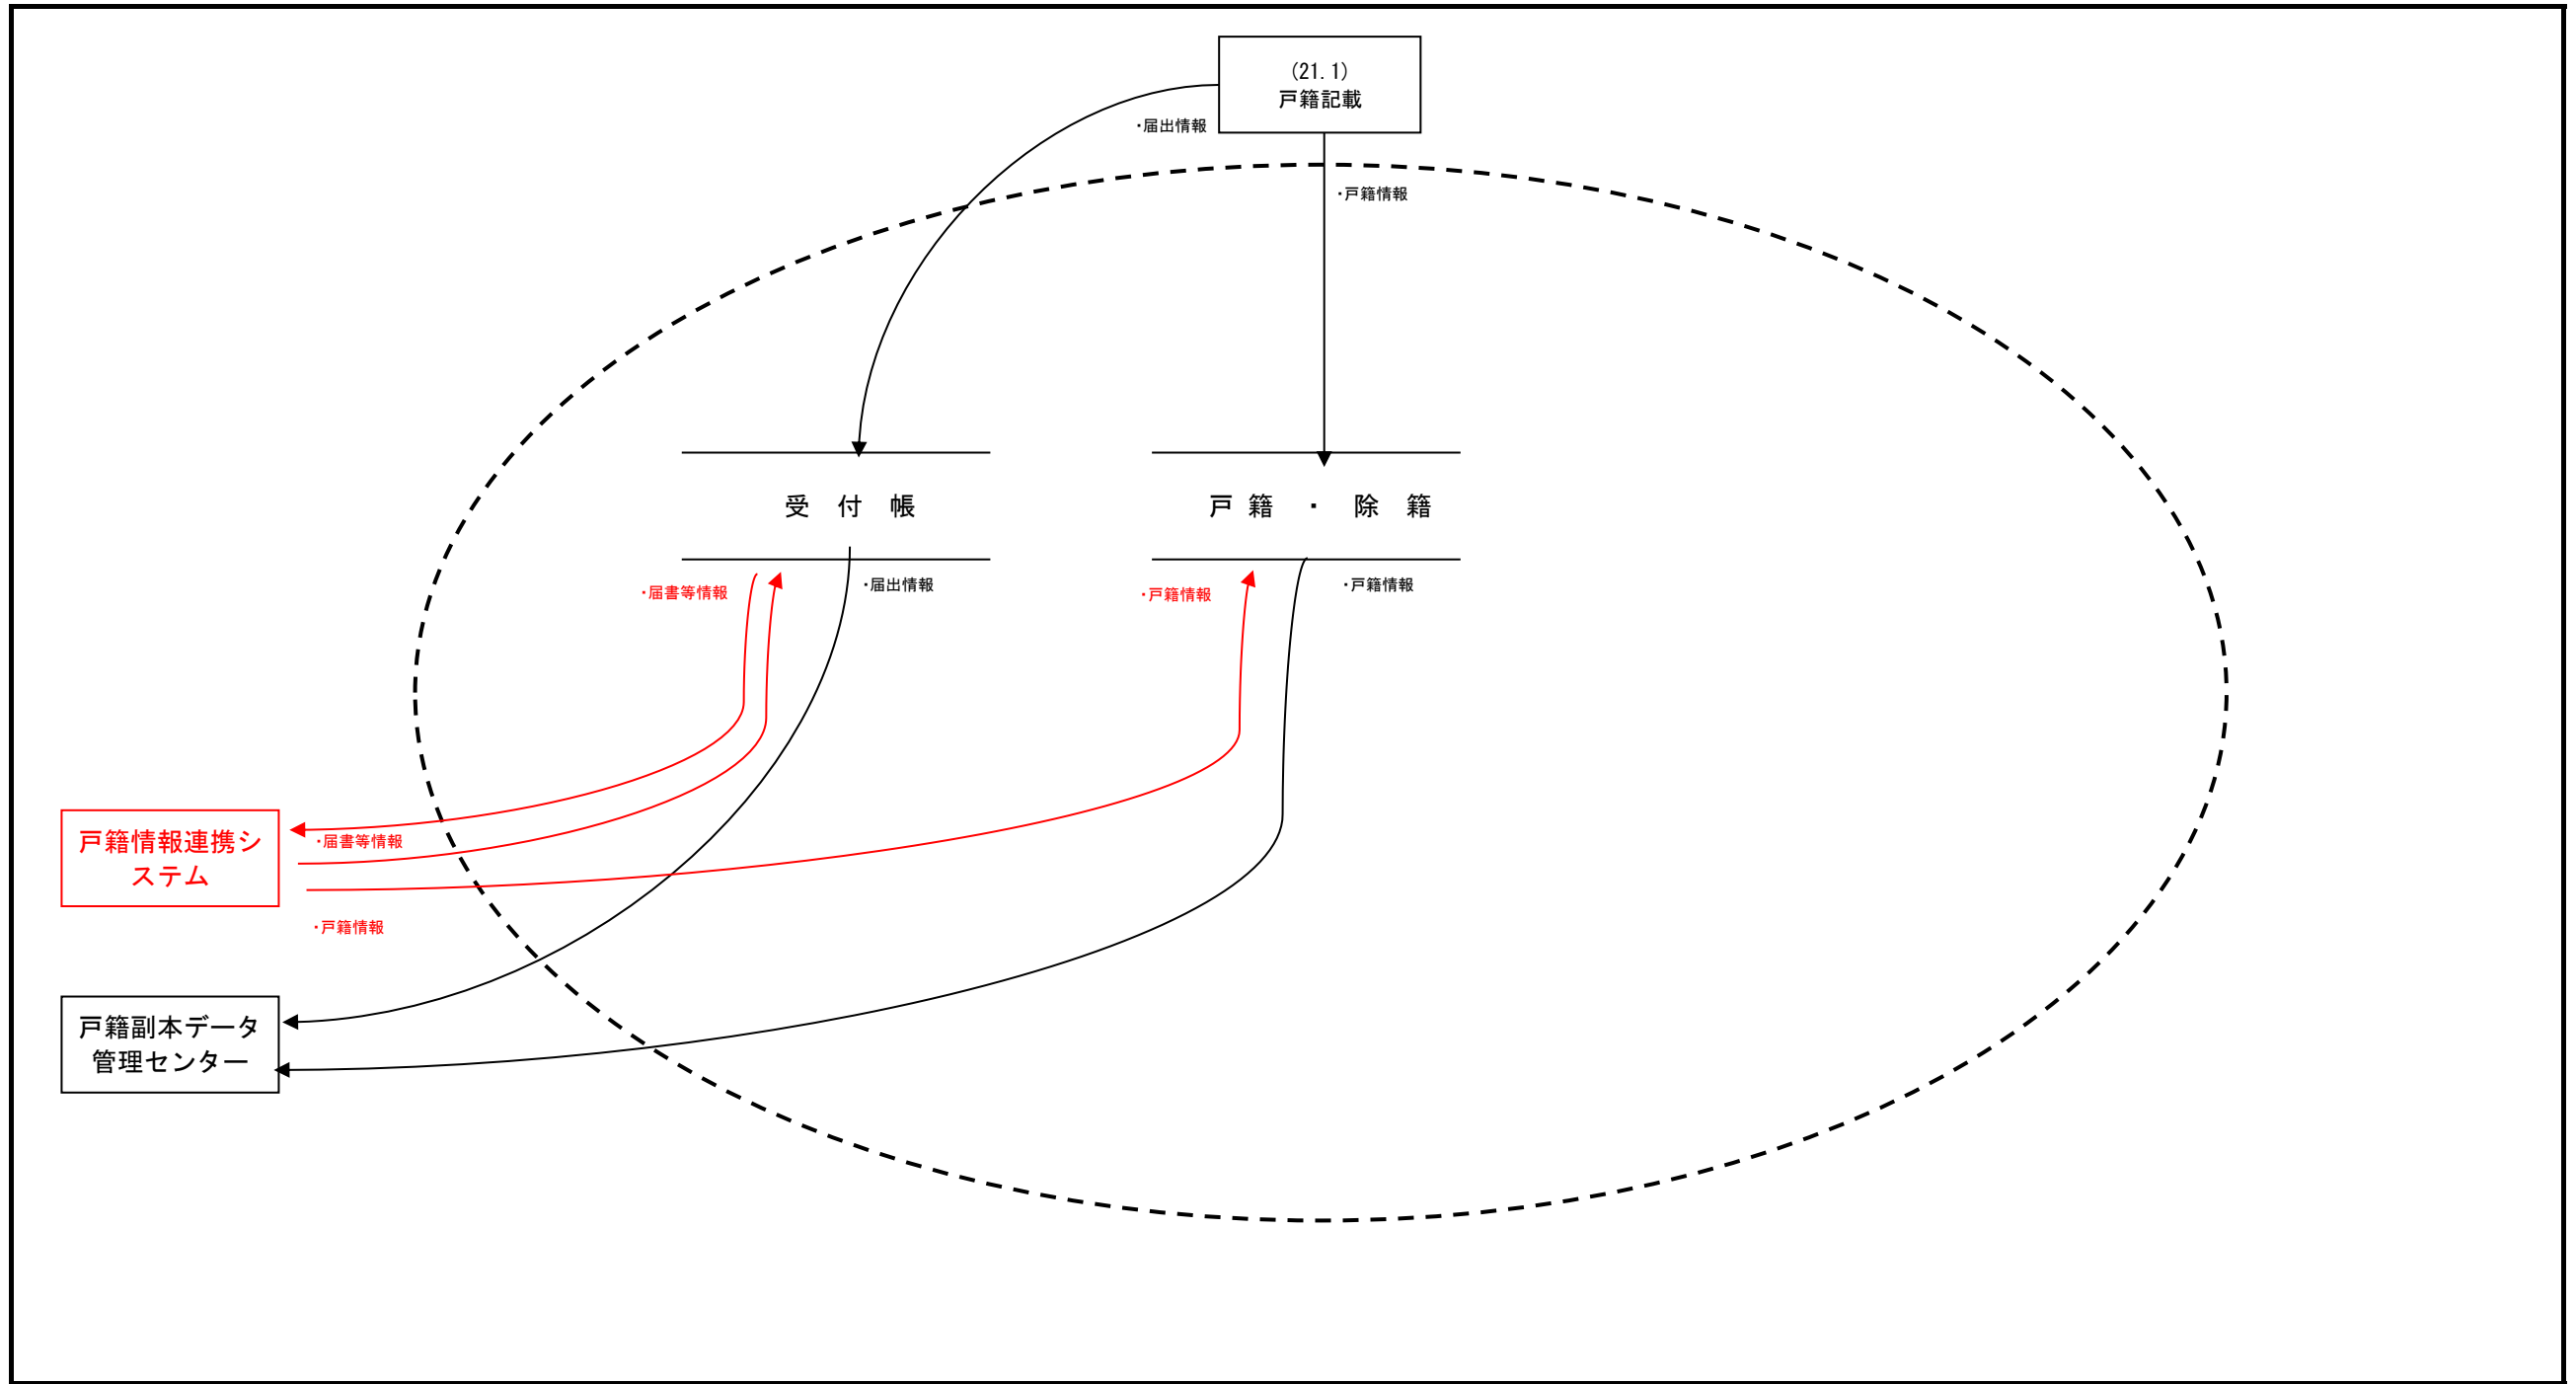 (21.1)
戸籍記載
・届出情報
・戸籍情報
受　付　帳
戸 籍　・　除　籍
・届書等情報
・届出情報
・戸籍情報
・戸籍情報
戸籍情報連携シ
ステム
・届書等情報
・戸籍情報
戸籍副本データ
管理センター